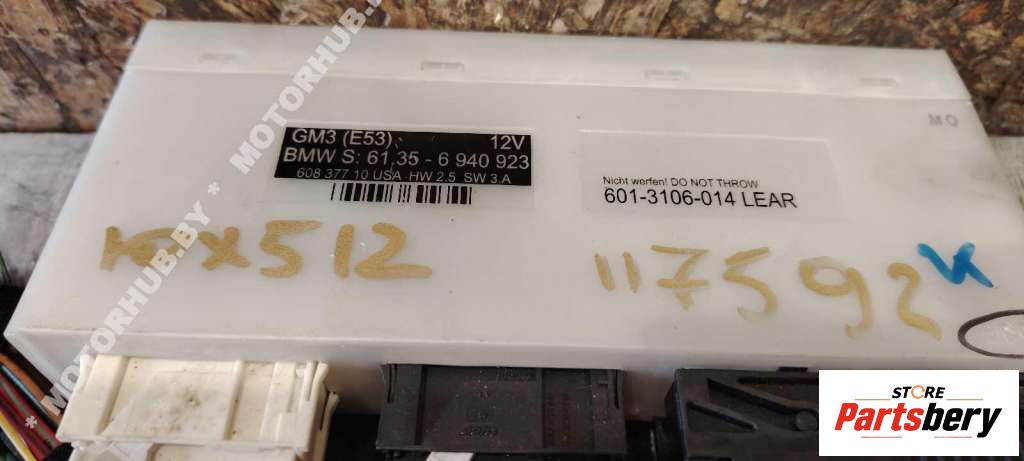 GM3 (E53) 12V
BMW S: 61.35 - 6 940 923
608 377 10 USA HW 2.5 SW 3.A
Nicht werfen! DO NOT THROW
601-3106-014 LEAR
MO
x512
117592
* MOTORHUB.BY * MOTORHUB.BY
STORE
Partsbery